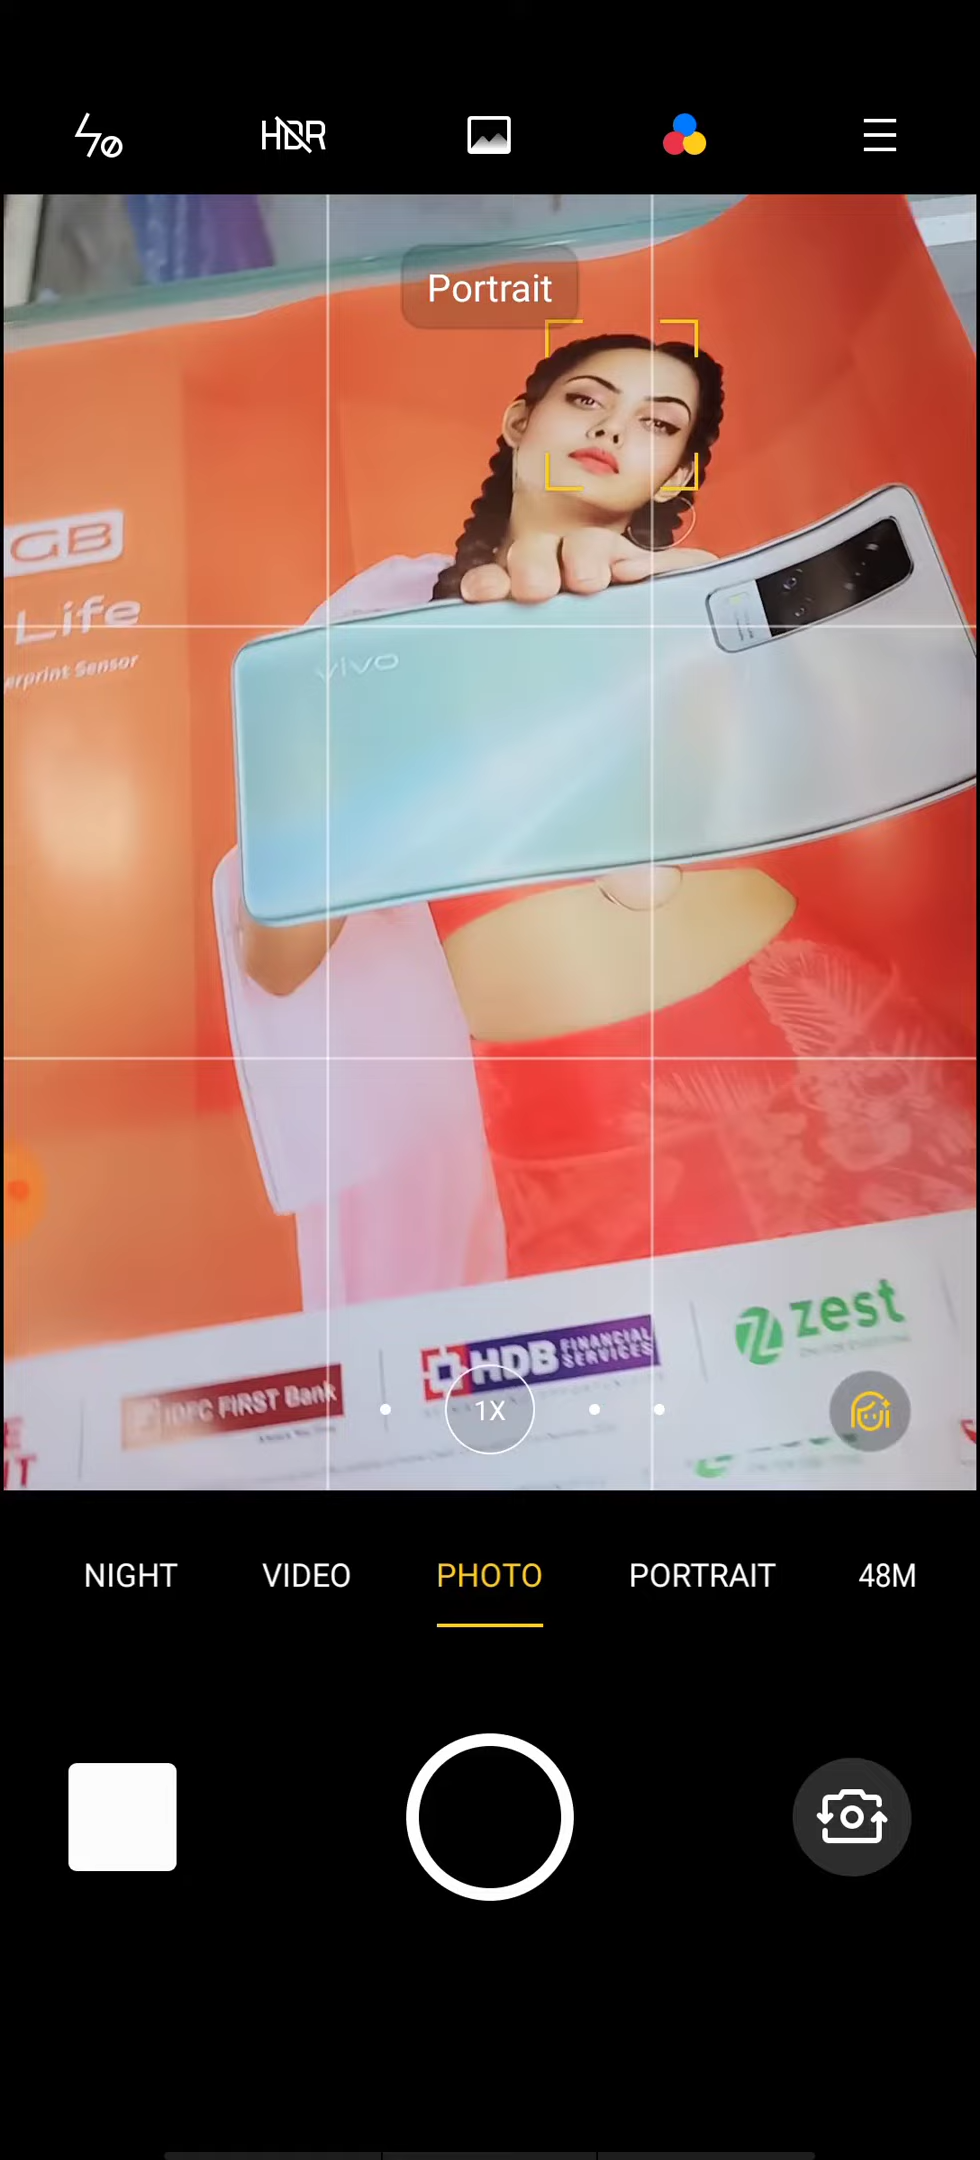 HDR
Portrait
GB
Life
erprint Sensor
vivo
IDFC FIRST Bank
HDB FINANCIAL
SERVICES
zest
1X
NIGHT VIDEO PHOTO PORTRAIT 48M